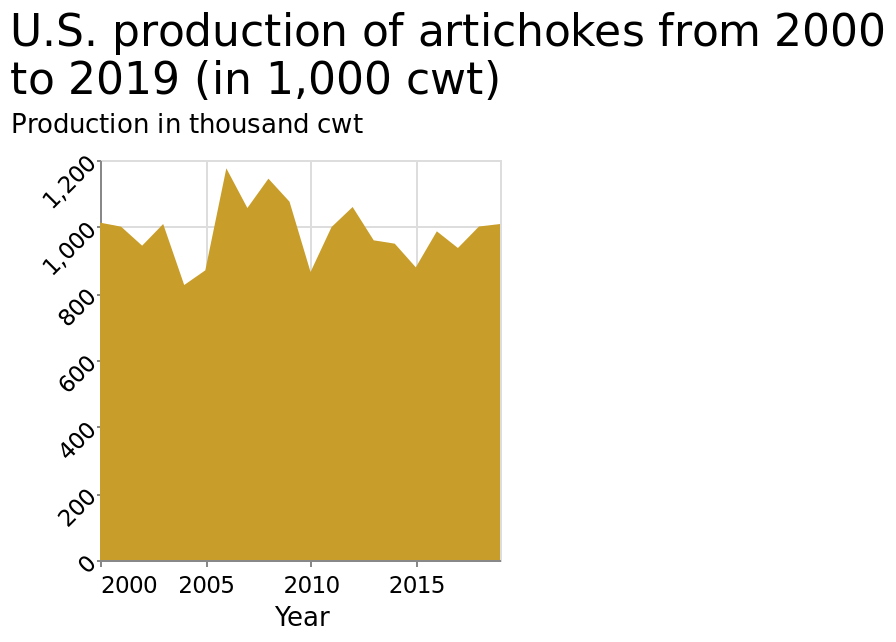 U.S. production of artichokes from 2000
to 2019 (in 1,000 cwt)
Production in thousand cwt
1,200
1,000
800
600
400
200
0
2000 2005 2010 2015
Year